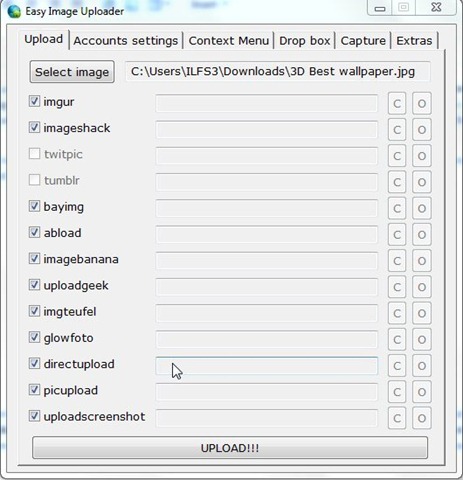 Easy Image Uploader
Upload Accounts settings Context Menu Drop box Capture Extras
Select image C:\Users\ILFS3\Downloads\3D Best wallpaper.jpg
imgur C O
imageshack C O
twitpic C O
tumblr C O
bayimg C O
abload C O
imagebanana C O
uploadgeek C O
imgteufel C O
glowfoto C O
directupload C O
picupload C O
uploadscreenshot C O
UPLOAD!!!